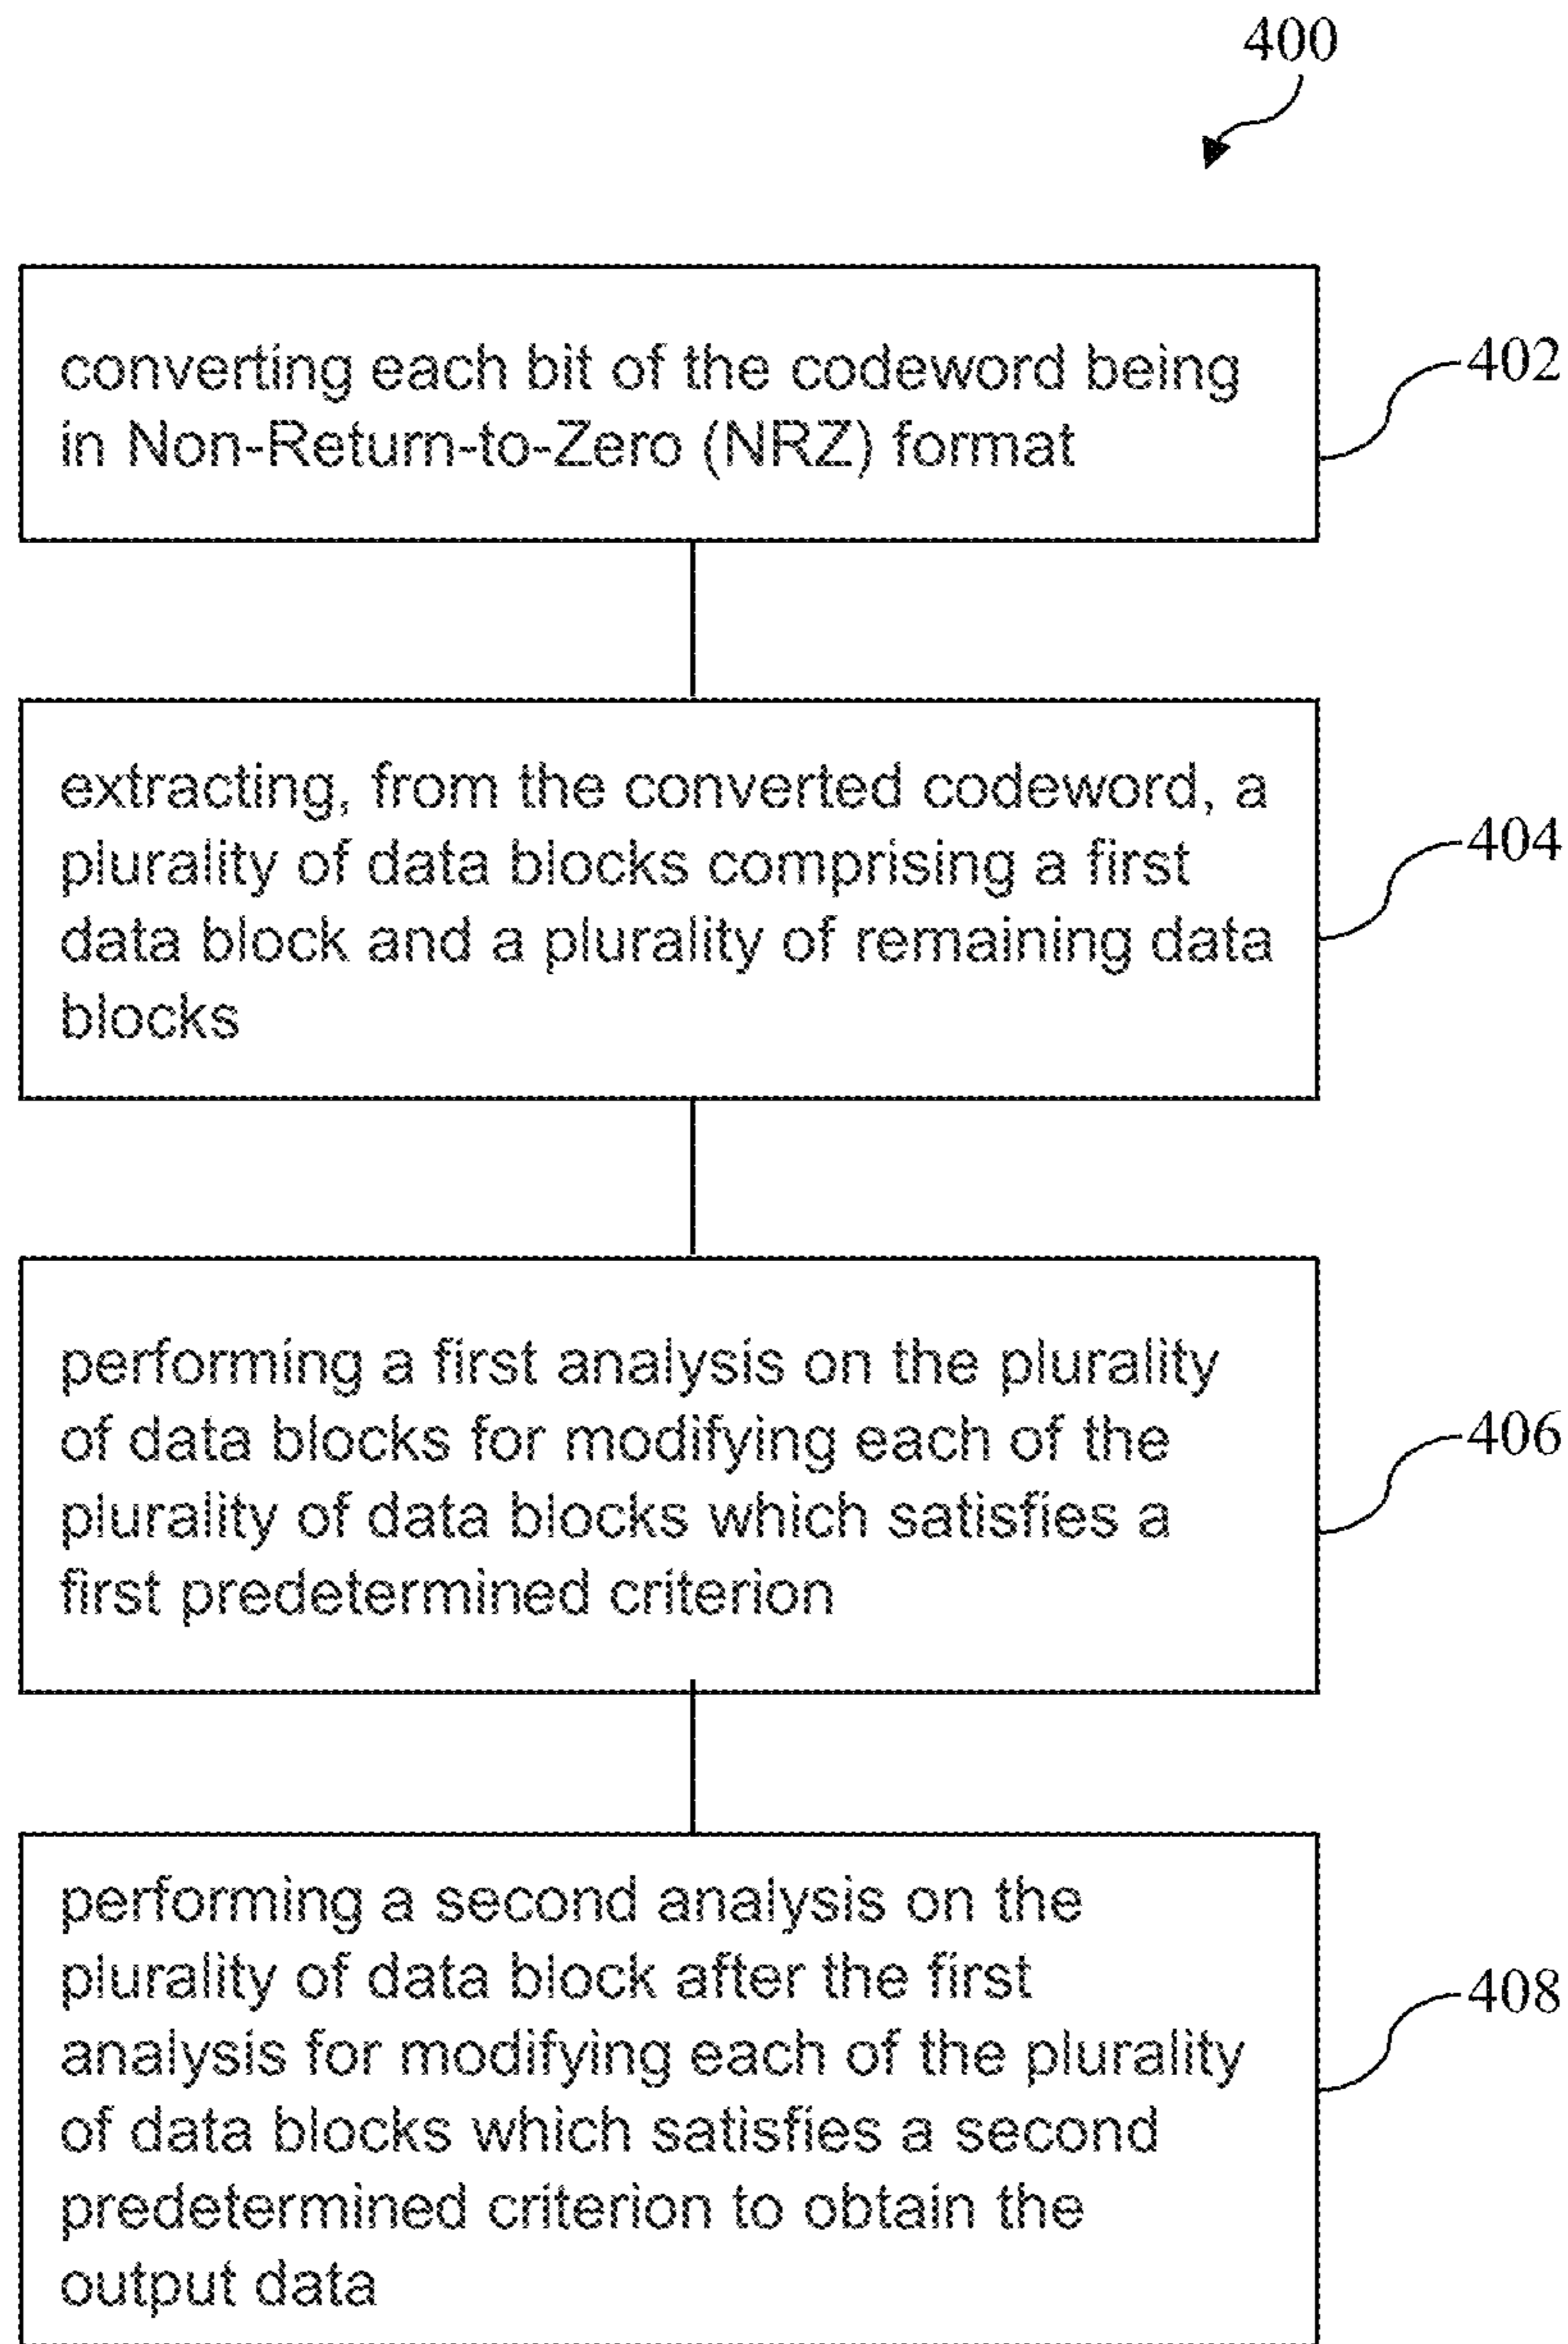 400
converting each bit of the codeword being
in Non-Return-to-Zero (NRZ) format
402
extracting, from the converted codeword, a
plurality of data blocks comprising a first
data block and a plurality of remaining data
blocks
404
performing a first analysis on the plurality
of data blocks for modifying each of the
plurality of data blocks which satisfies a
first predetermined criterion
406
performing a second analysis on the
plurality of data block after the first
analysis for modifying each of the plurality
of data blocks which satisfies a second
predetermined criterion to obtain the
output data
408